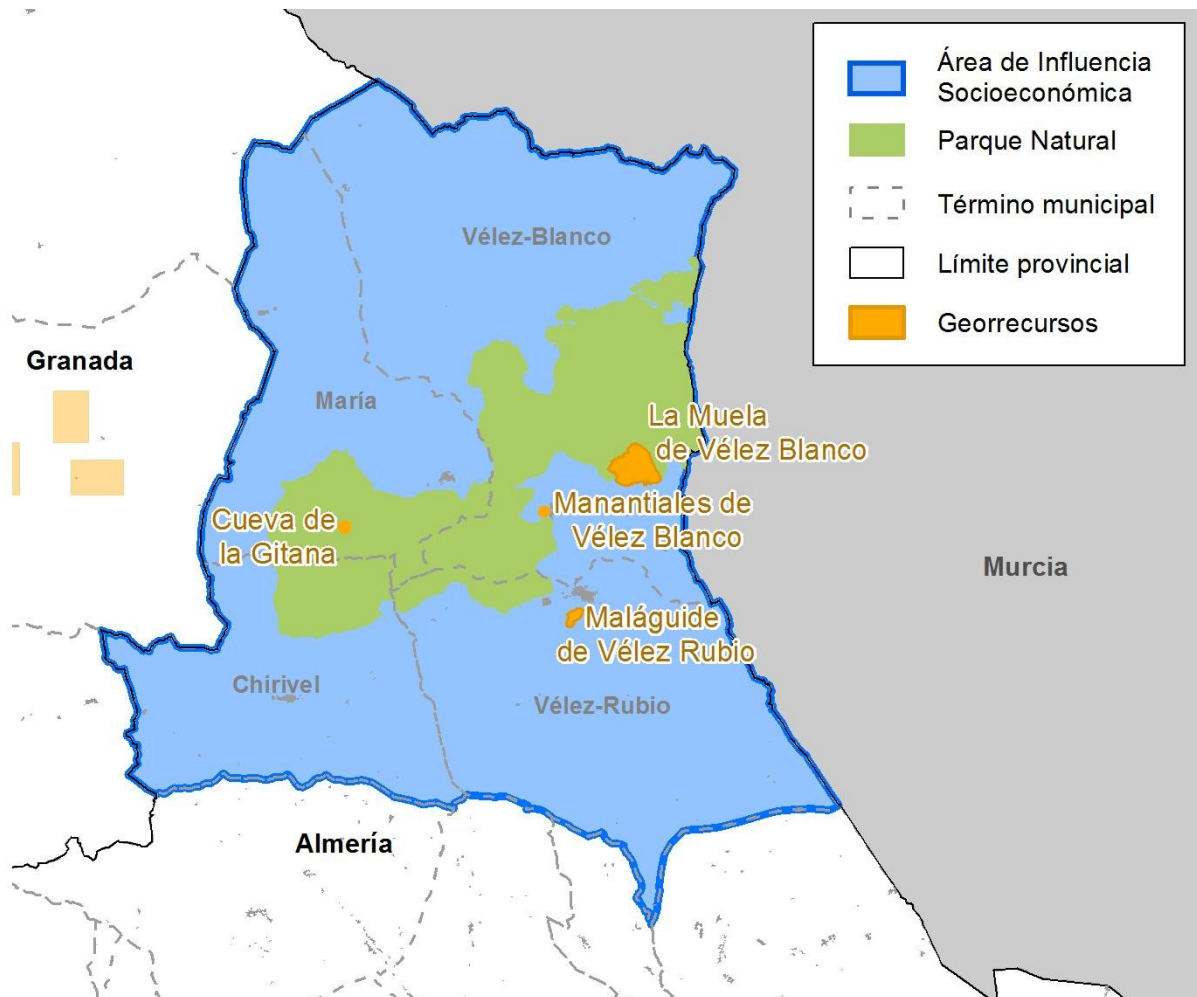 Área de Influencia
Socioeconómica
Parque Natural
Término municipal
Límite provincial
Georrecursos
Vélez-Blanco
Granada
María
La Muela
de Vélez Blanco
Cueva de
la Gitana
Manantiales de
Vélez Blanco
Murcia
Maláguide
de Vélez Rubio
Chirivel
Vélez-Rubio
Almería